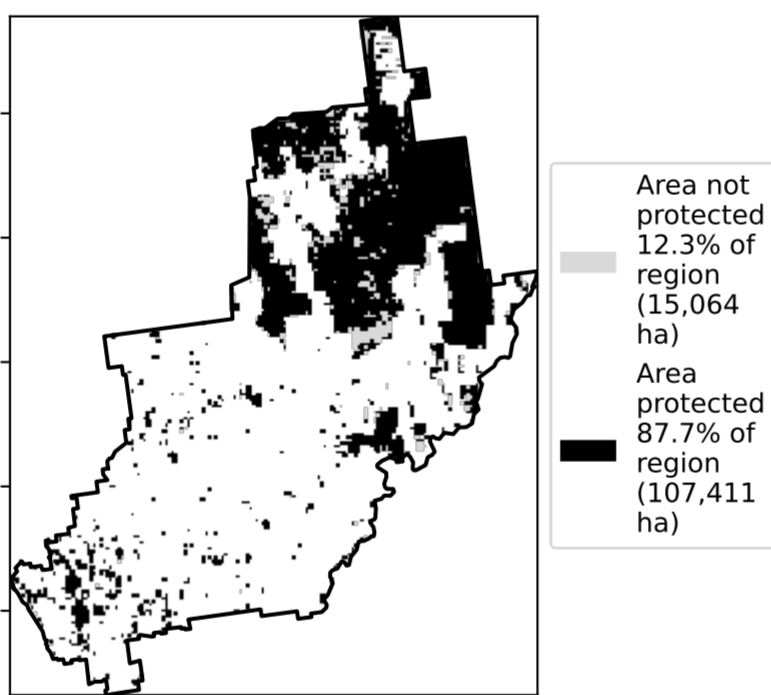 Area not
protected
12.3% of
region
(15,064
ha)
Area
protected
87.7% of
region
(107,411
ha)